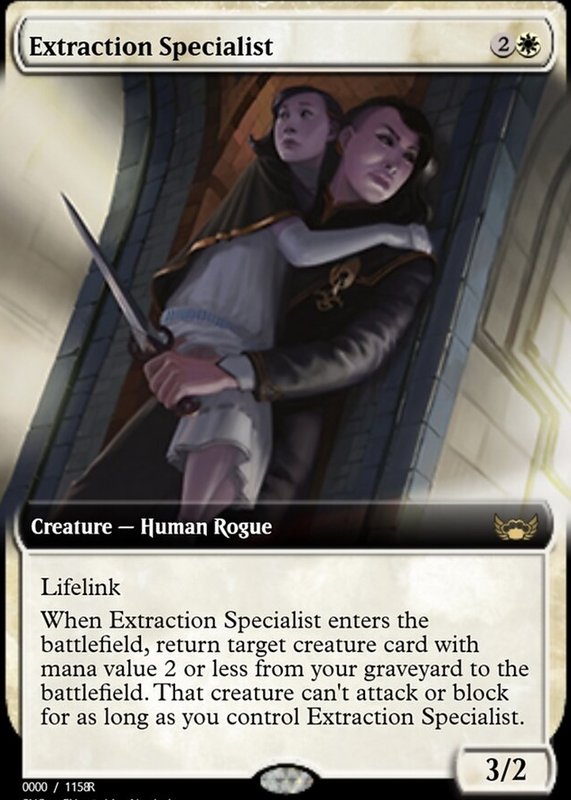 Extraction Specialist 2
Creature — Human Rogue
Lifelink
When Extraction Specialist enters the
battlefield, return target creature card with
mana value 2 or less from your graveyard to the
battlefield. That creature can't attack or block
for as long as you control Extraction Specialist.
3/2
0000 / 1158R